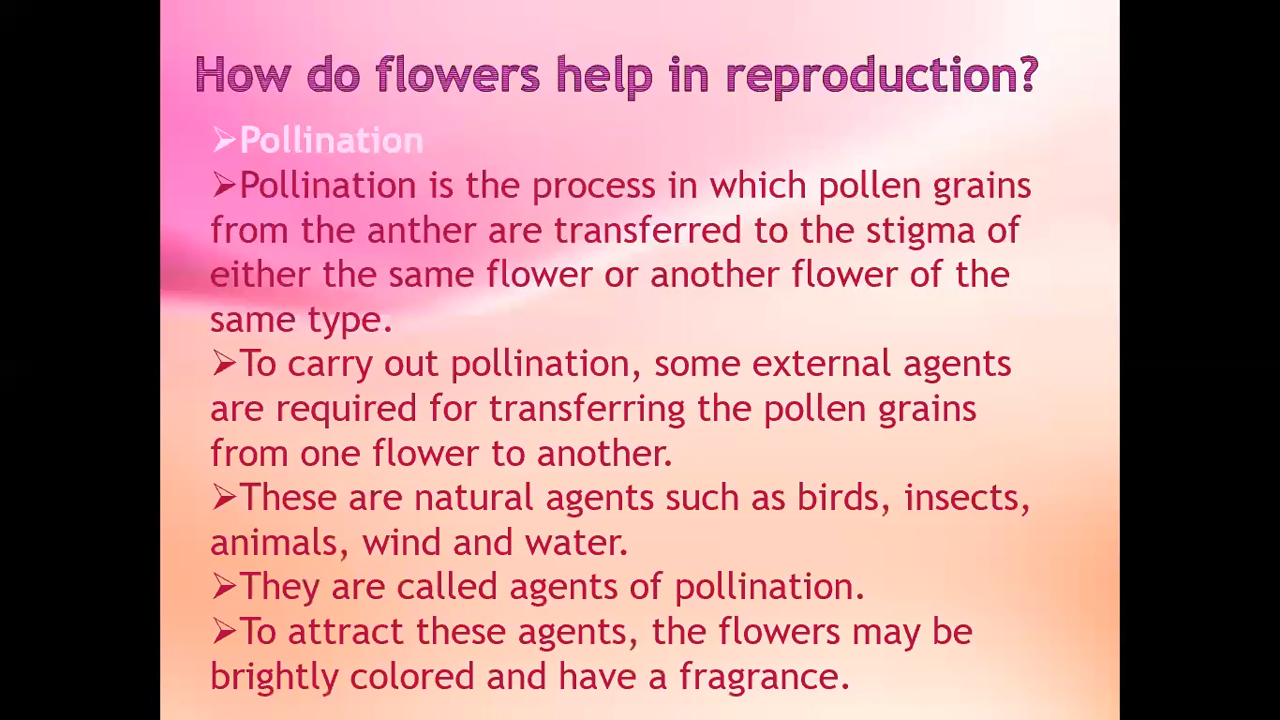 How do flowers help in reproduction?
➢Pollination
➢Pollination is the process in which pollen grains
from the anther are transferred to the stigma of
either the same flower or another flower of the
same type.
➢To carry out pollination, some external agents
are required for transferring the pollen grains
from one flower to another.
➢These are natural agents such as birds, insects,
animals, wind and water.
➢They are called agents of pollination.
➢To attract these agents, the flowers may be
brightly colored and have a fragrance.